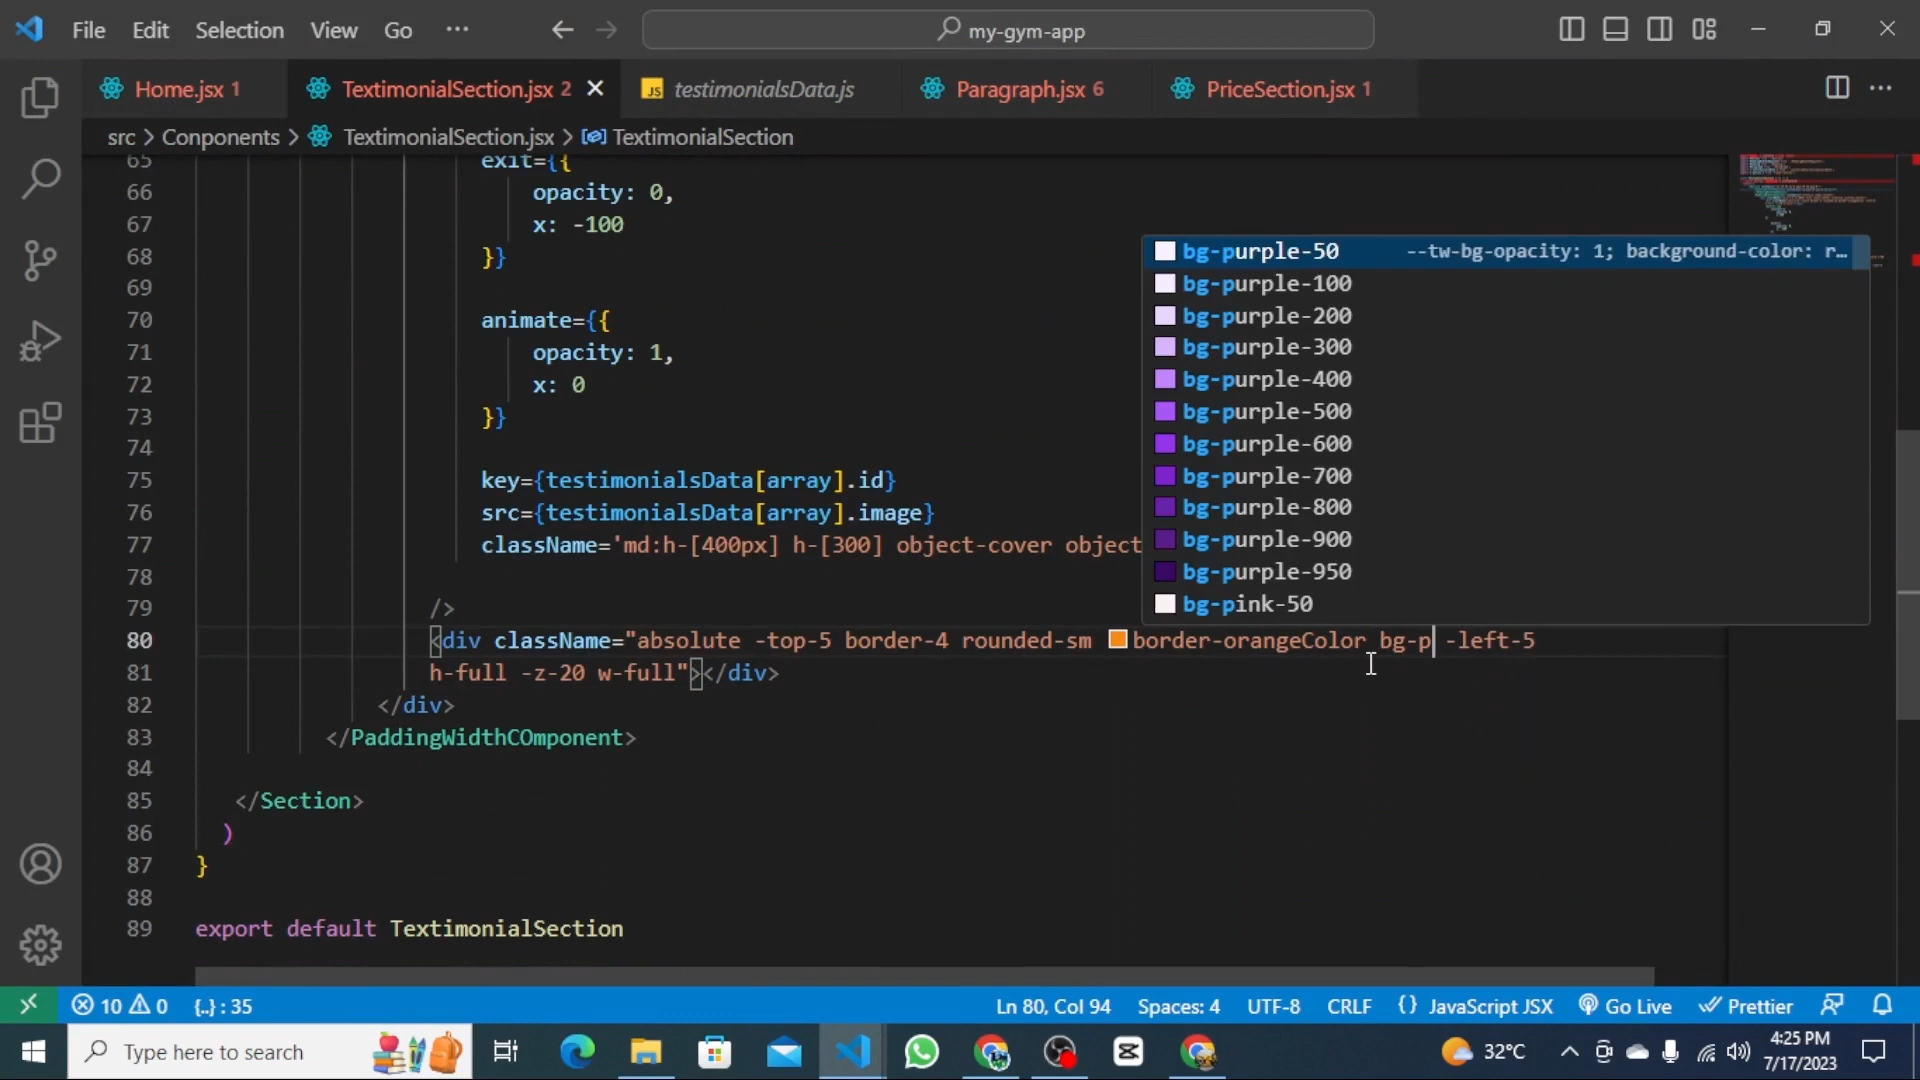 File Edit Selection View Go ··· my-gym-app
Home.jsx 1 TextimonialSection.jsx 2 testimonialsData.js Paragraph.jsx 6 PriceSection.jsx 1
src > Conponents > TextimonialSection.jsx > TextimonialSection
65 exit={{
66 opacity: 0,
67 x: -100
68 }}
69
70 animate={{
71 opacity: 1,
72 x: 0
73 }}
74
75 key={testimonialsData[array].id}
76 src={testimonialsData[array].image}
77 className='md:h-[400px] h-[300] object-cover object
78
79 />
80 <div className="absolute -top-5 border-4 rounded-sm border-orangeColor bg-p -left-5
81 h-full -z-20 w-full"></div>
82 </div>
83 </PaddingWidthCOmponent>
84
85 </Section>
86 )
87 }
88
89 export default TextimonialSection
bg-purple-50 --tw-bg-opacity: 1; background-color: r…
bg-purple-100
bg-purple-200
bg-purple-300
bg-purple-400
bg-purple-500
bg-purple-600
bg-purple-700
bg-purple-800
bg-purple-900
bg-purple-950
bg-pink-50
10 0 {..} : 35 Ln 80, Col 94 Spaces: 4 UTF-8 CRLF {} JavaScript JSX Go Live Prettier
Type here to search 32°C 4:25 PM
7/17/2023